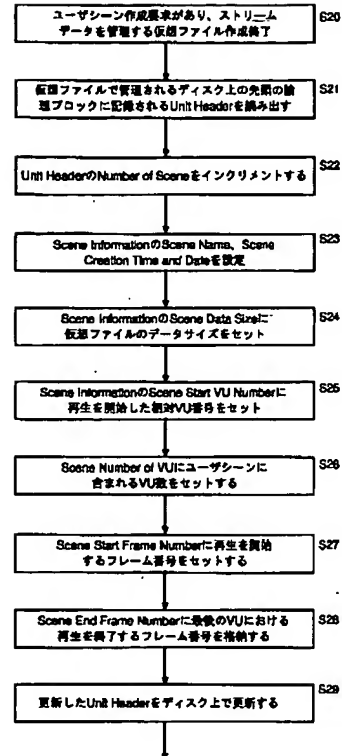 ユーザシーン作成要求があり、ストリーム
データを管理する仮想ファイル作成終了
S20
仮想ファイルで管理されるディスク上の先頭の論
理ブロックに記録されるUnit Headerを読み出す
S21
Unit HeaderのNumber of Sceneをインクリメントする
S22
Scene InformationのScene Name、Scene
Creation Time and Dateを設定
S23
Scene InformationのScene Data Sizeに
仮想ファイルのデータサイズをセット
S24
Scene InformationのScene Start VU Numberに
再生を開始した相対VU番号をセット
S25
Scene Number of VUにユーザシーンに
含まれるVU数をセットする
S26
Scene Start Frame Numberに再生を開始
するフレーム番号をセットする
S27
Scene End Frame Numberに最後のVUにおける
再生を終了するフレーム番号を格納する
S28
更新したUnit Headerをディスク上で更新する
S29